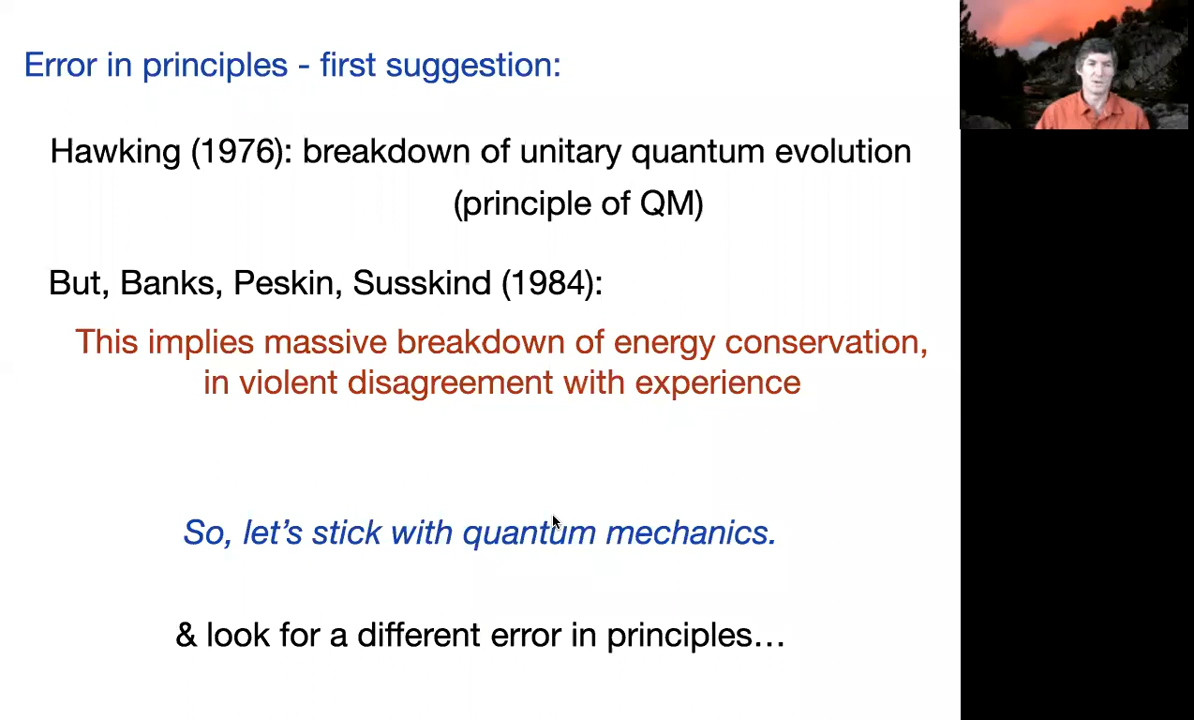 Error in principles - first suggestion:
Hawking (1976): breakdown of unitary quantum evolution
(principle of QM)
But, Banks, Peskin, Susskind (1984):
This implies massive breakdown of energy conservation,
in violent disagreement with experience
So, let’s stick with quantum mechanics.
& look for a different error in principles…